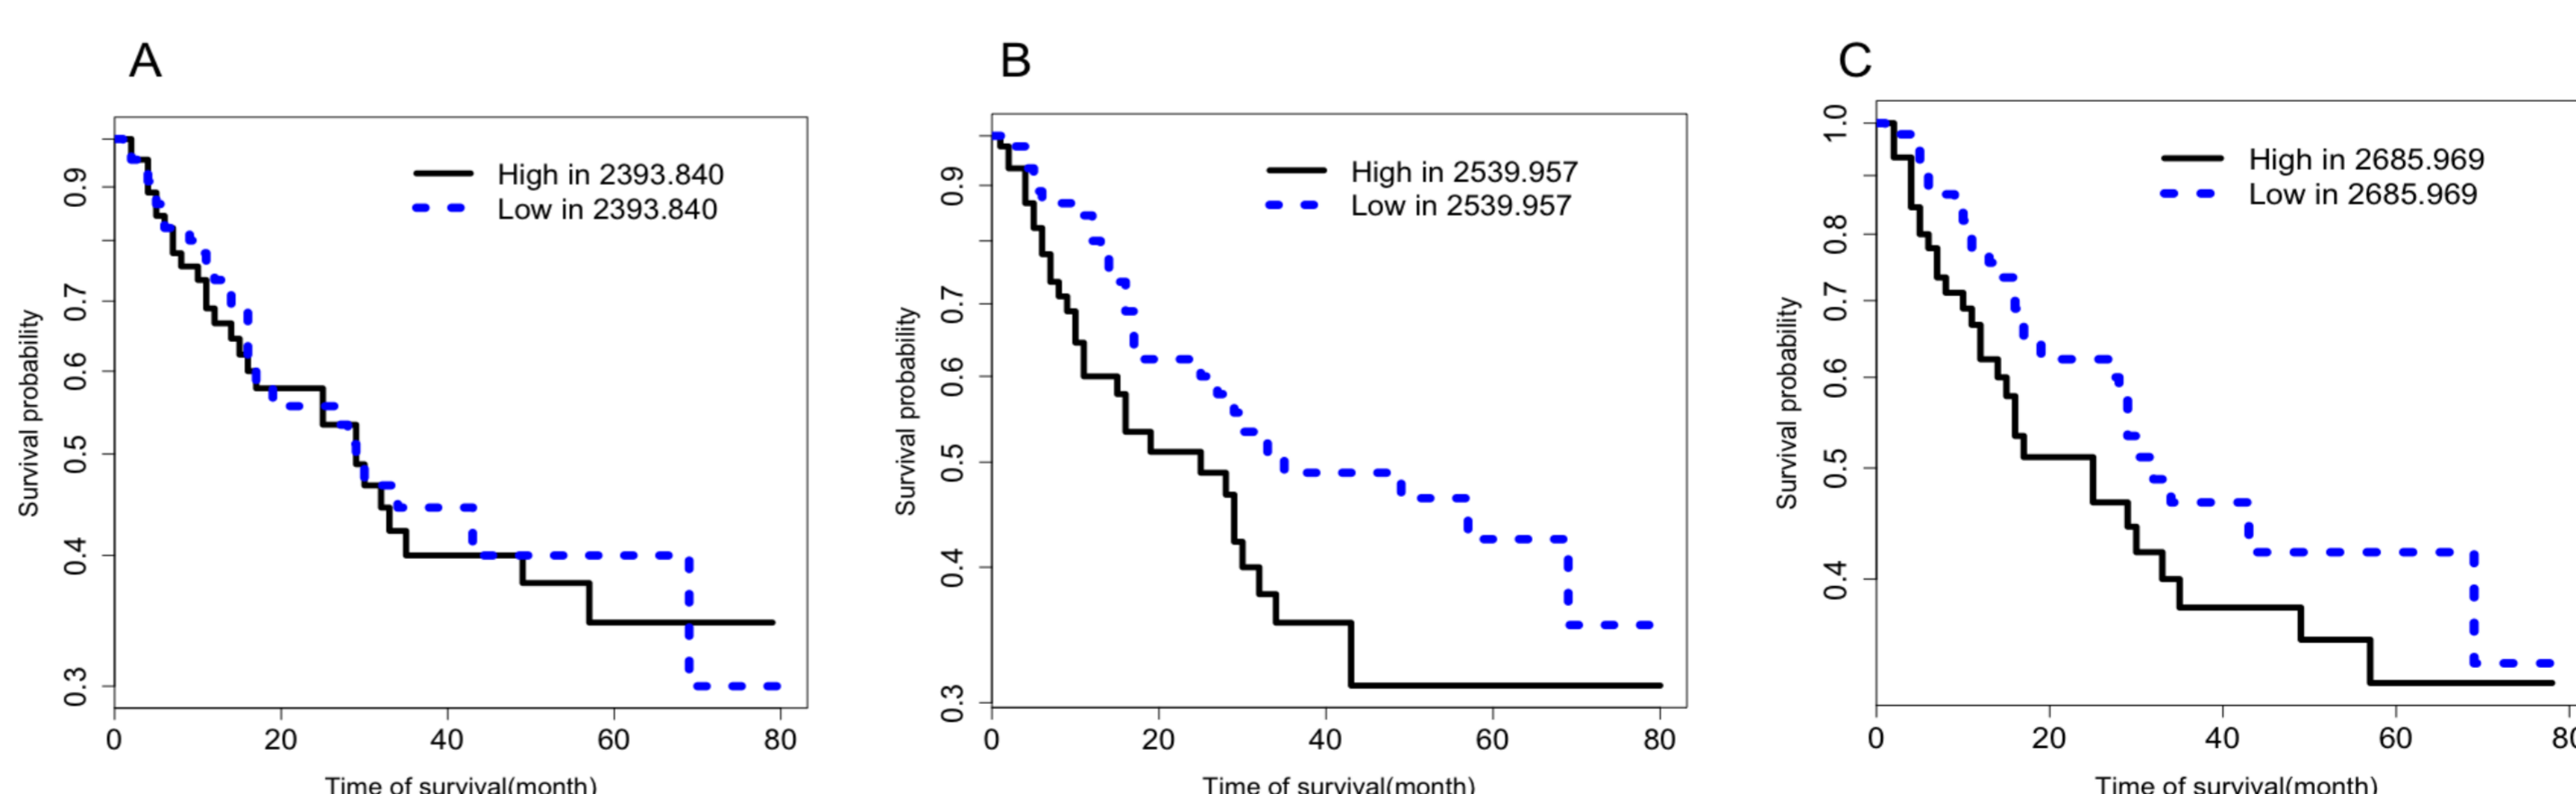 A
Survival probability
0.9
0.7
0.6
0.5
0.4
0.3
High in 2393.840
Low in 2393.840
0 20 40 60 80
Time of survival(month)
B
Survival probability
0.9
0.7
0.6
0.5
0.4
0.3
High in 2539.957
Low in 2539.957
0 20 40 60 80
Time of survival(month)
C
Survival probability
1.0
0.8
0.7
0.6
0.5
0.4
High in 2685.969
Low in 2685.969
0 20 40 60 80
Time of survival(month)